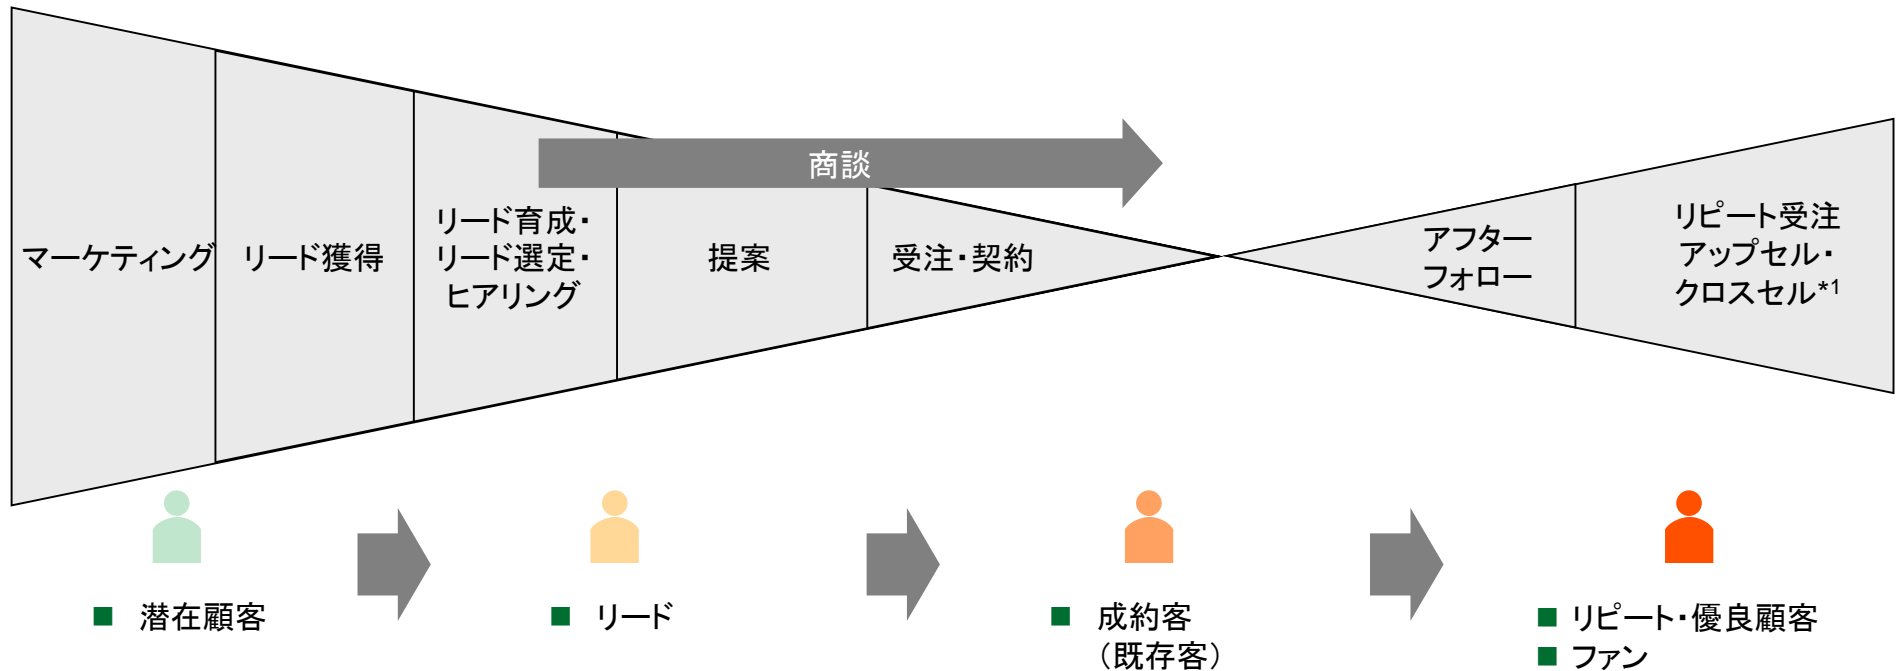 商談
マーケティング
リード獲得
リード育成・
リード選定・
ヒアリング
提案
受注・契約
アフター
フォロー
リピート受注
アップセル・
クロスセル*1
■ 潜在顧客
■ リード
■ 成約客
（既存客）
■ リピート・優良顧客
■ ファン